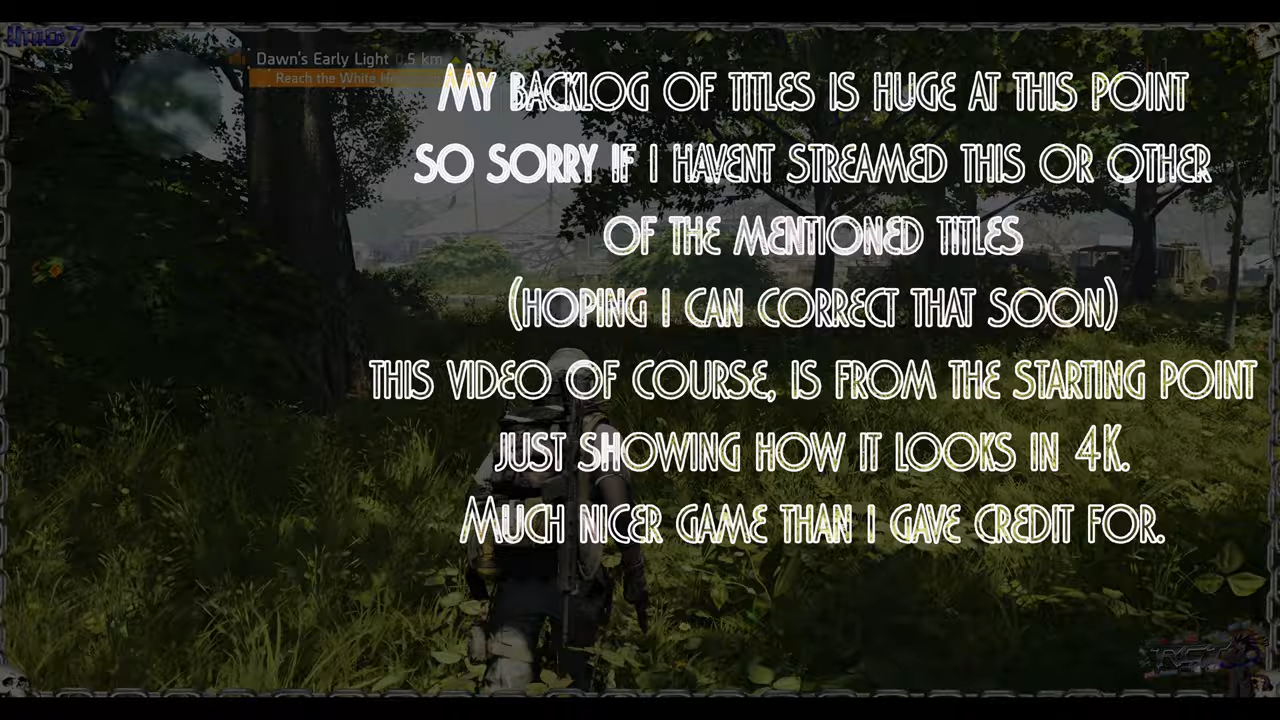 Dawn's Early Light 0.5 km
Reach the White
My backlog of titles is huge at this point
so sorry if i havent streamed this or other
of the mentioned titles
(hoping i can correct that soon)
this video of course, is from the starting point
just showing how it looks in 4K.
Much nicer game than i gave credit for.